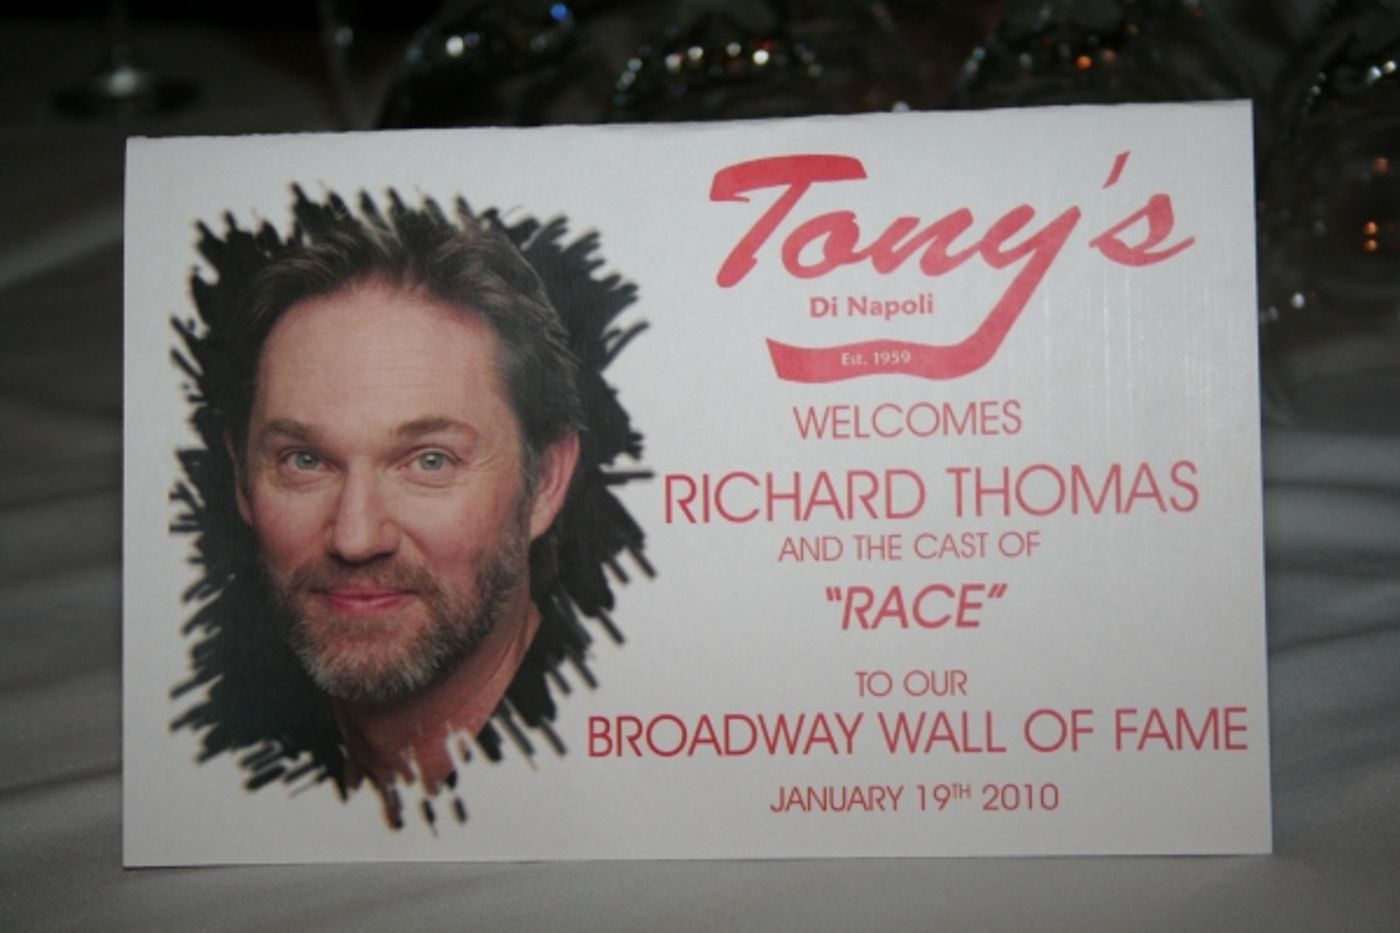 Tony's
Di Napoli
Est. 1959
WELCOMES
RICHARD THOMAS
AND THE CAST OF
"RACE"
TO OUR
BROADWAY WALL OF FAME
JANUARY 19TH 2010